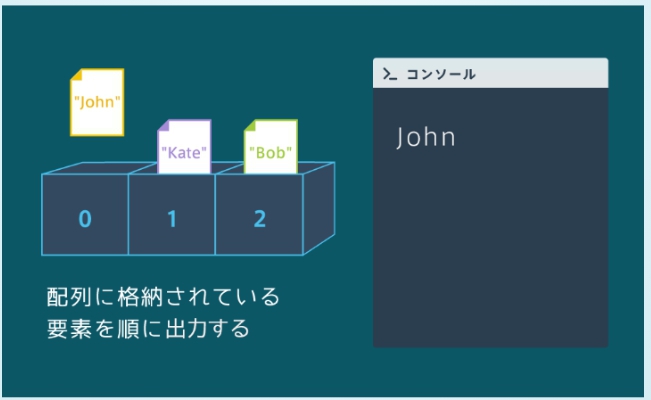 "John"
"Kate"
"Bob"
0
1
2
配列に格納されている
要素を順に出力する
>_ コンソール
John